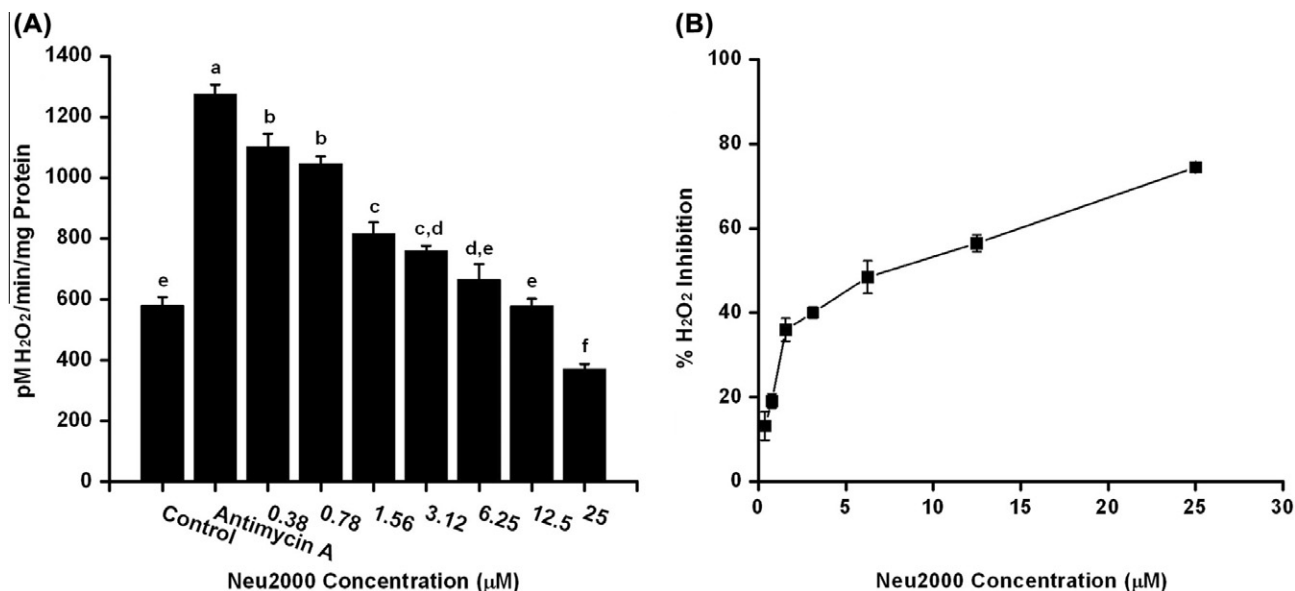 (A)
pM H₂O₂/min/mg Protein
1400
1200
1000
800
600
400
200
0
e
a
b
b
c
c,d
d,e
e
f
Control
Antimycin A
0.38
0.78
1.56
3.12
6.25
12.5
25
Neu2000 Concentration (μM)
(B)
% H₂O₂ Inhibition
100
80
60
40
20
0
0 5 10 15 20 25 30
Neu2000 Concentration (μM)